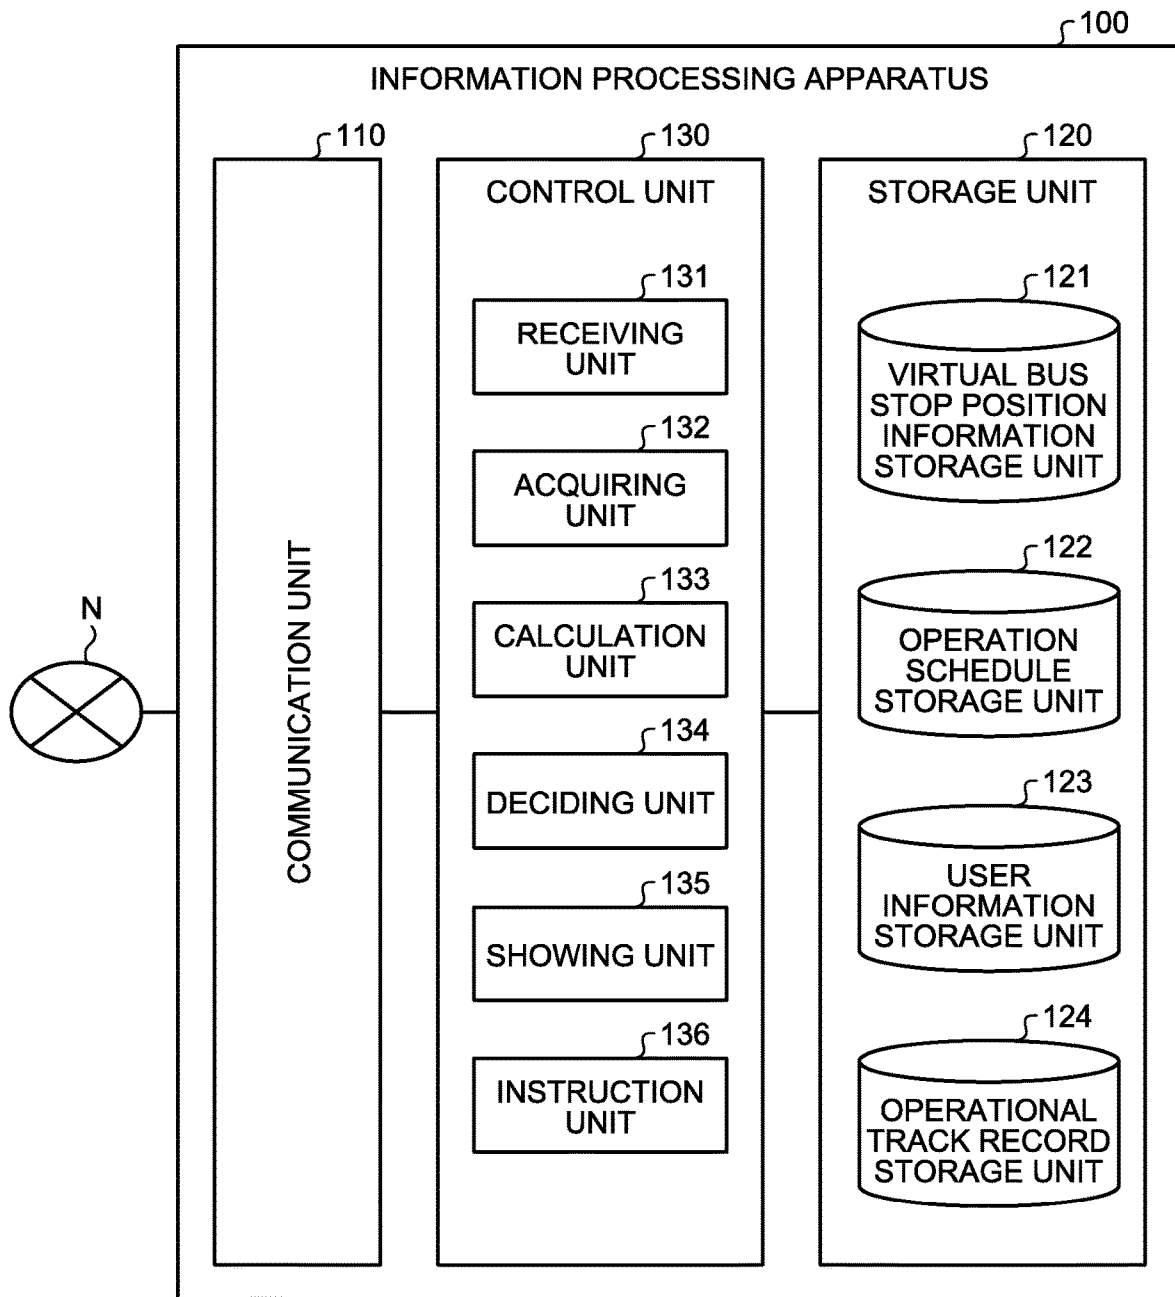 100
INFORMATION PROCESSING APPARATUS
110
COMMUNICATION UNIT
N
130
CONTROL UNIT
131
RECEIVING
UNIT
132
ACQUIRING
UNIT
133
CALCULATION
UNIT
134
DECIDING UNIT
135
SHOWING UNIT
136
INSTRUCTION
UNIT
120
STORAGE UNIT
121
VIRTUAL BUS
STOP POSITION
INFORMATION
STORAGE UNIT
122
OPERATION
SCHEDULE
STORAGE UNIT
123
USER
INFORMATION
STORAGE UNIT
124
OPERATIONAL
TRACK RECORD
STORAGE UNIT